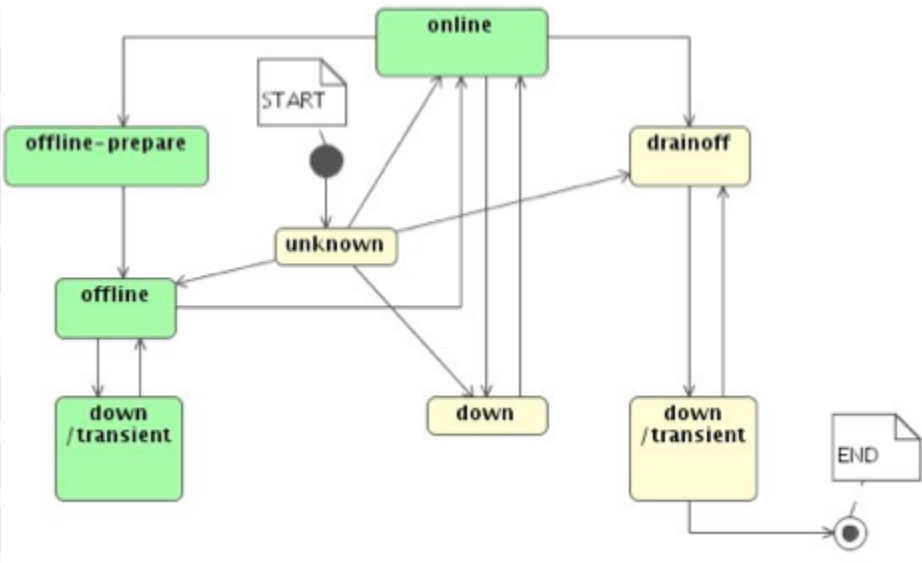 online
START
offline-prepare
drainoff
unknown
offline
down
/transient
down
down
/transient
END